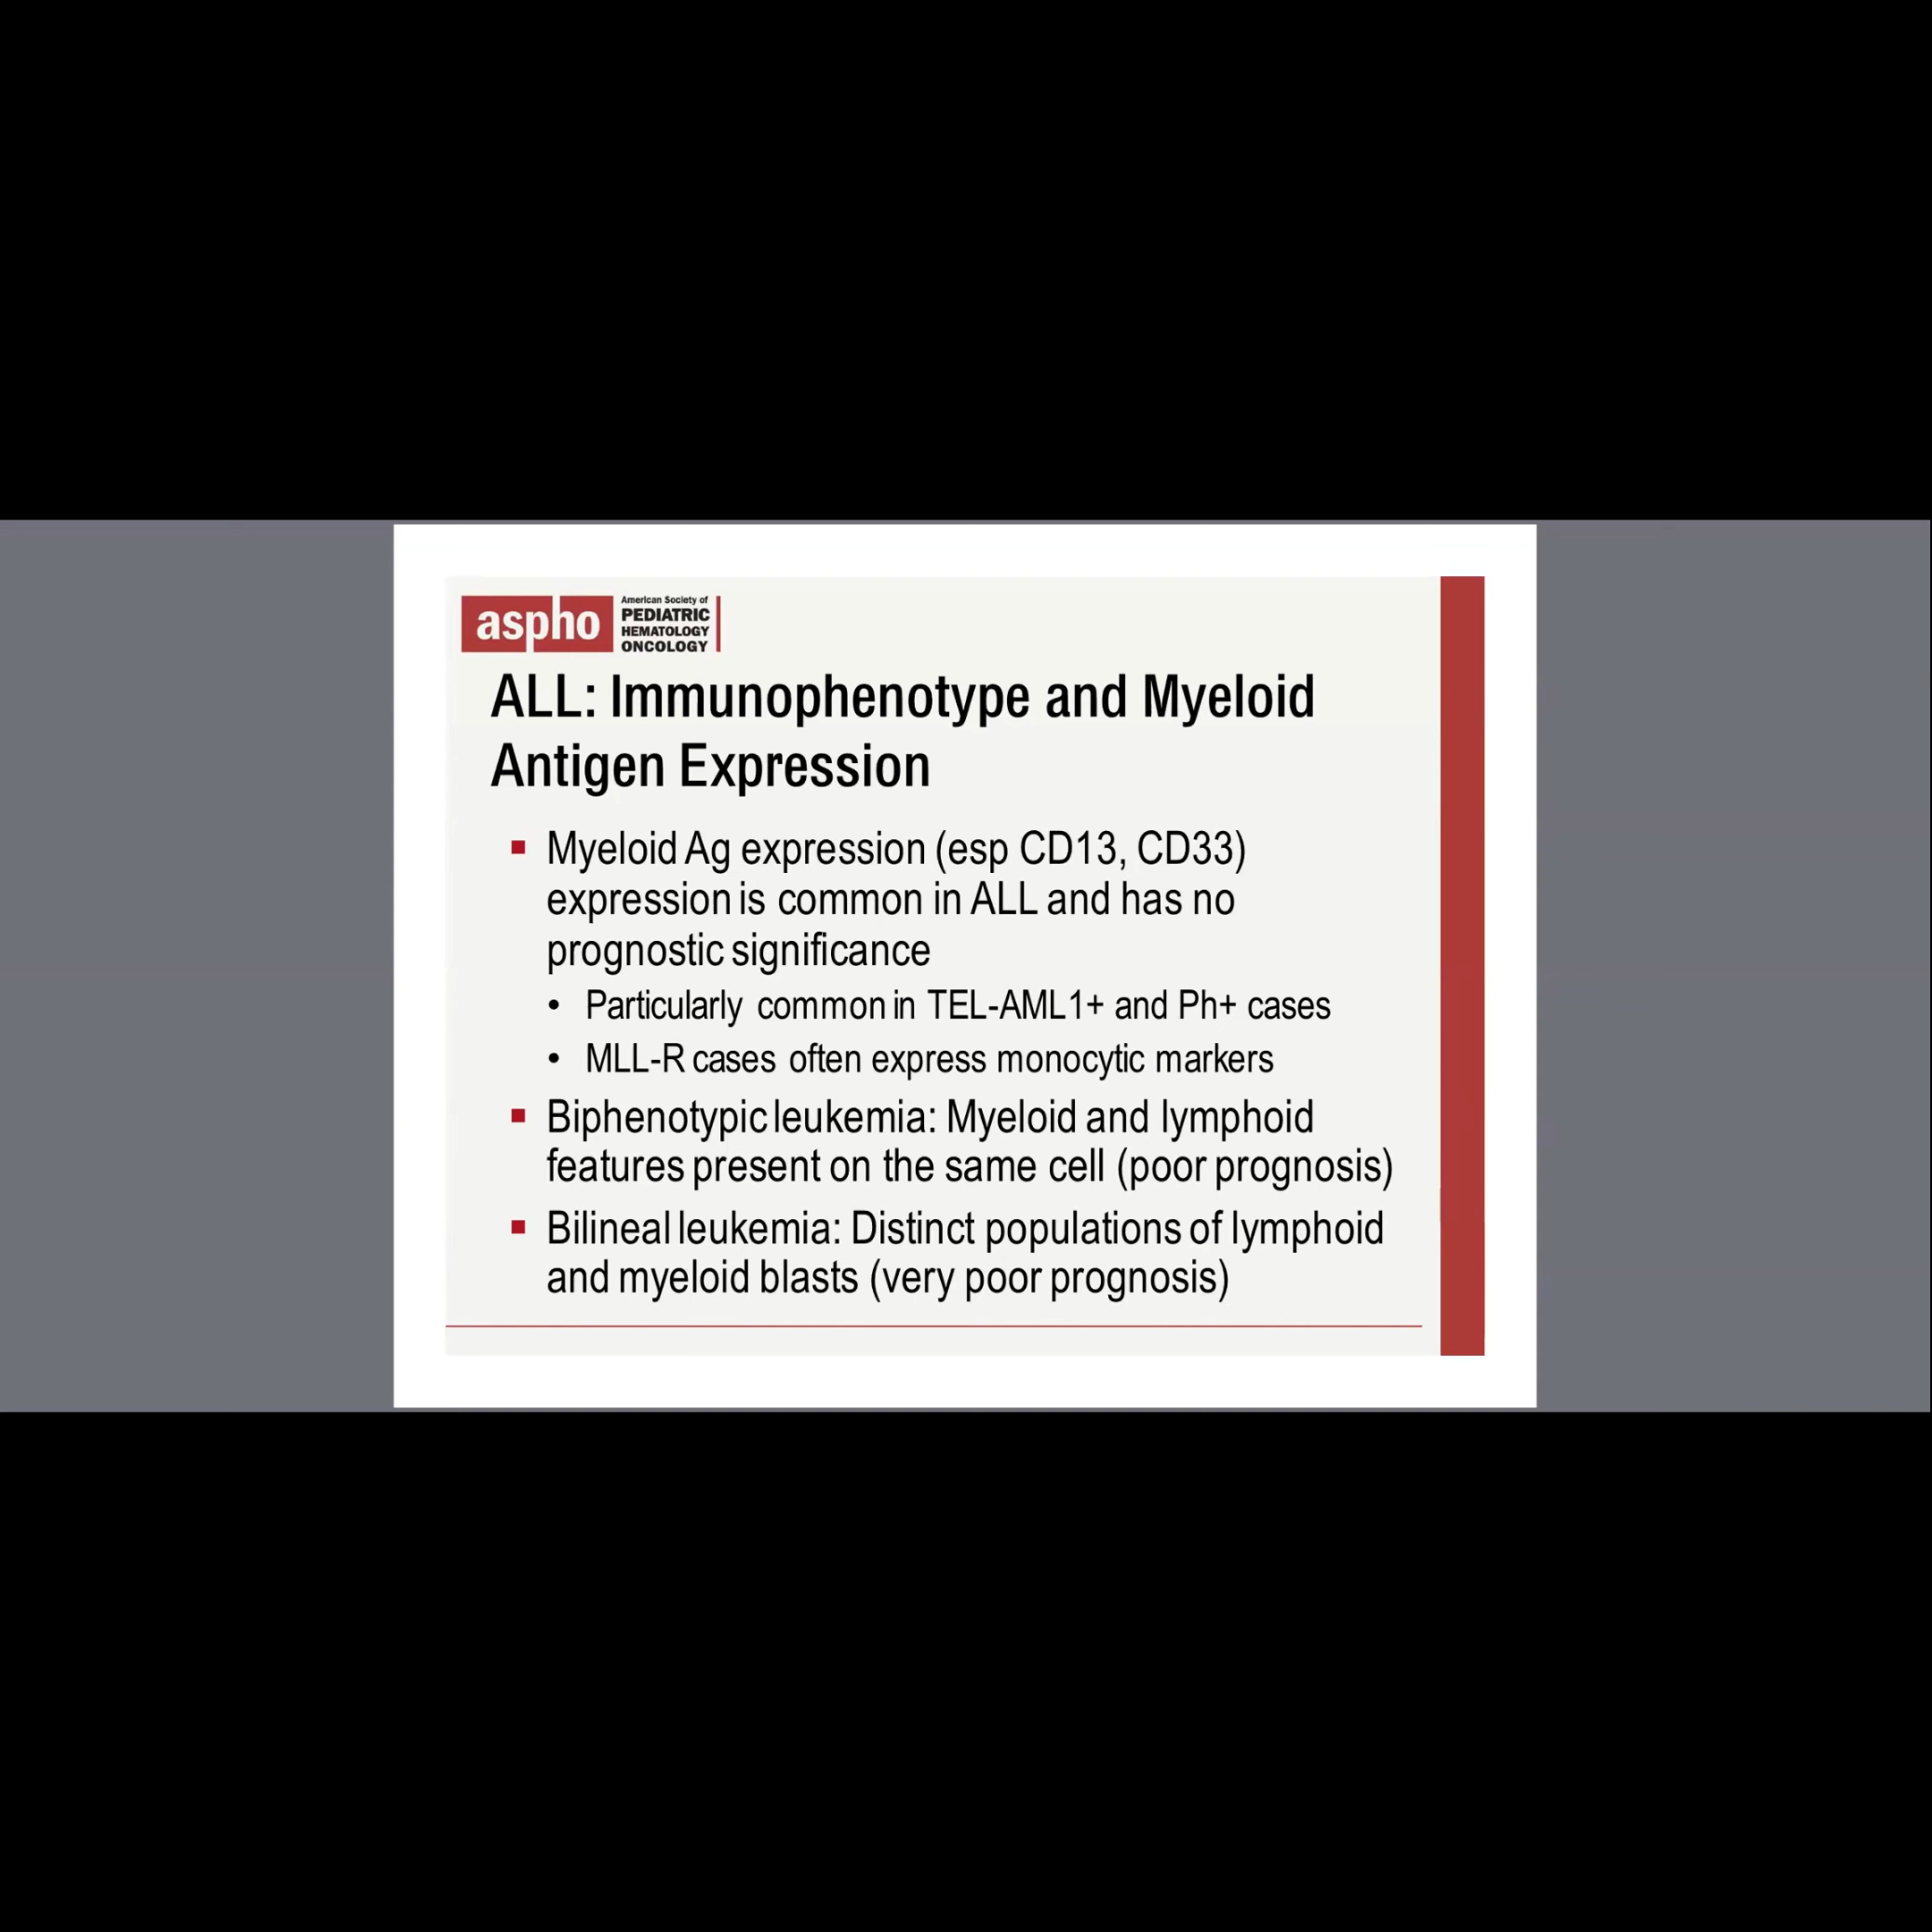 aspho
American Society of
PEDIATRIC
HEMATOLOGY
ONCOLOGY
ALL: Immunophenotype and Myeloid
Antigen Expression
▪ Myeloid Ag expression (esp CD13, CD33)
expression is common in ALL and has no
prognostic significance
• Particularly common in TEL-AML1+ and Ph+ cases
• MLL-R cases often express monocytic markers
▪ Biphenotypic leukemia: Myeloid and lymphoid
features present on the same cell (poor prognosis)
▪ Bilineal leukemia: Distinct populations of lymphoid
and myeloid blasts (very poor prognosis)